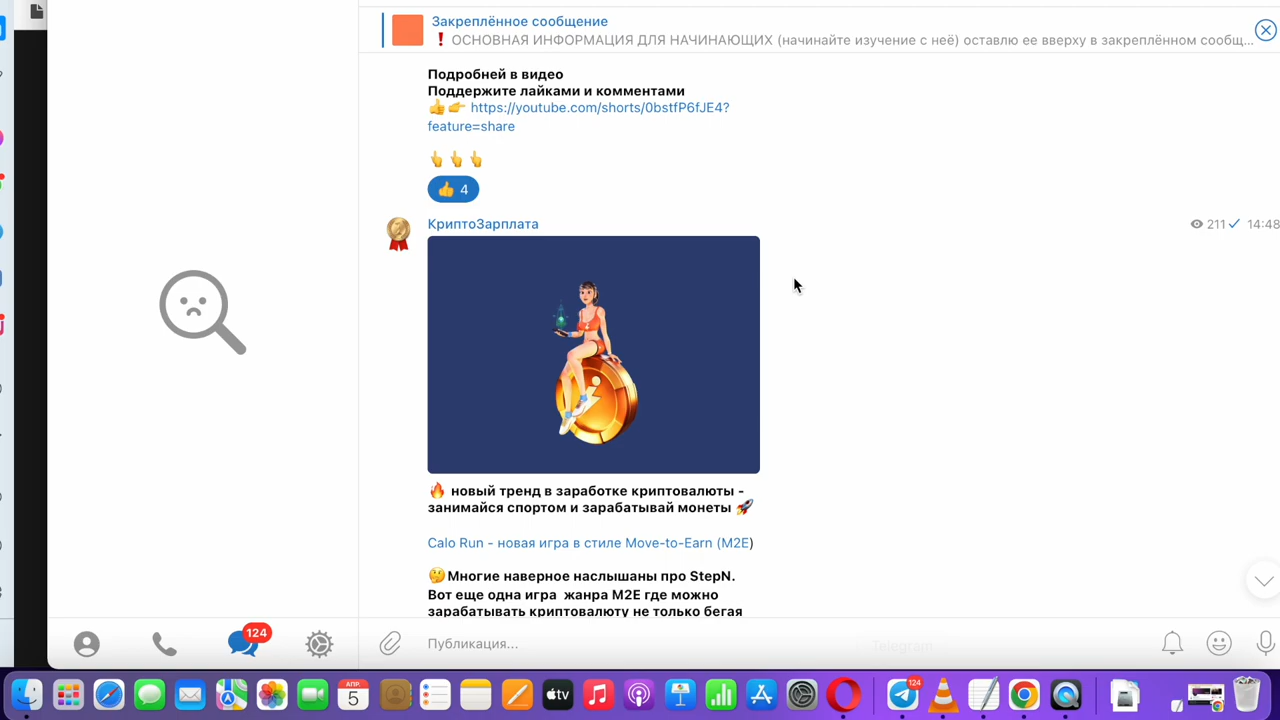 Закреплённое сообщение
❗ ОСНОВНАЯ ИНФОРМАЦИЯ ДЛЯ НАЧИНАЮЩИХ (начинайте изучение с неё) оставлю ее вверху в закреплённом сообщ...
Подробней в видео
Поддержите лайками и комментами
👍👉 https://youtube.com/shorts/0bstfP6fJE4?
feature=share
👆👆👆
👍 4
КриптоЗарплата
211 14:48
🔥 новый тренд в заработке криптовалюты -
занимайся спортом и зарабатывай монеты 🚀
Calo Run - новая игра в стиле Move-to-Earn (M2E)
🤔Многие наверное наслышаны про StepN.
Вот еще одна игра жанра M2E где можно
зарабатывать криптовалюту не только бегая
124
Публикация...
Telegram
АПР.
5
tv
124